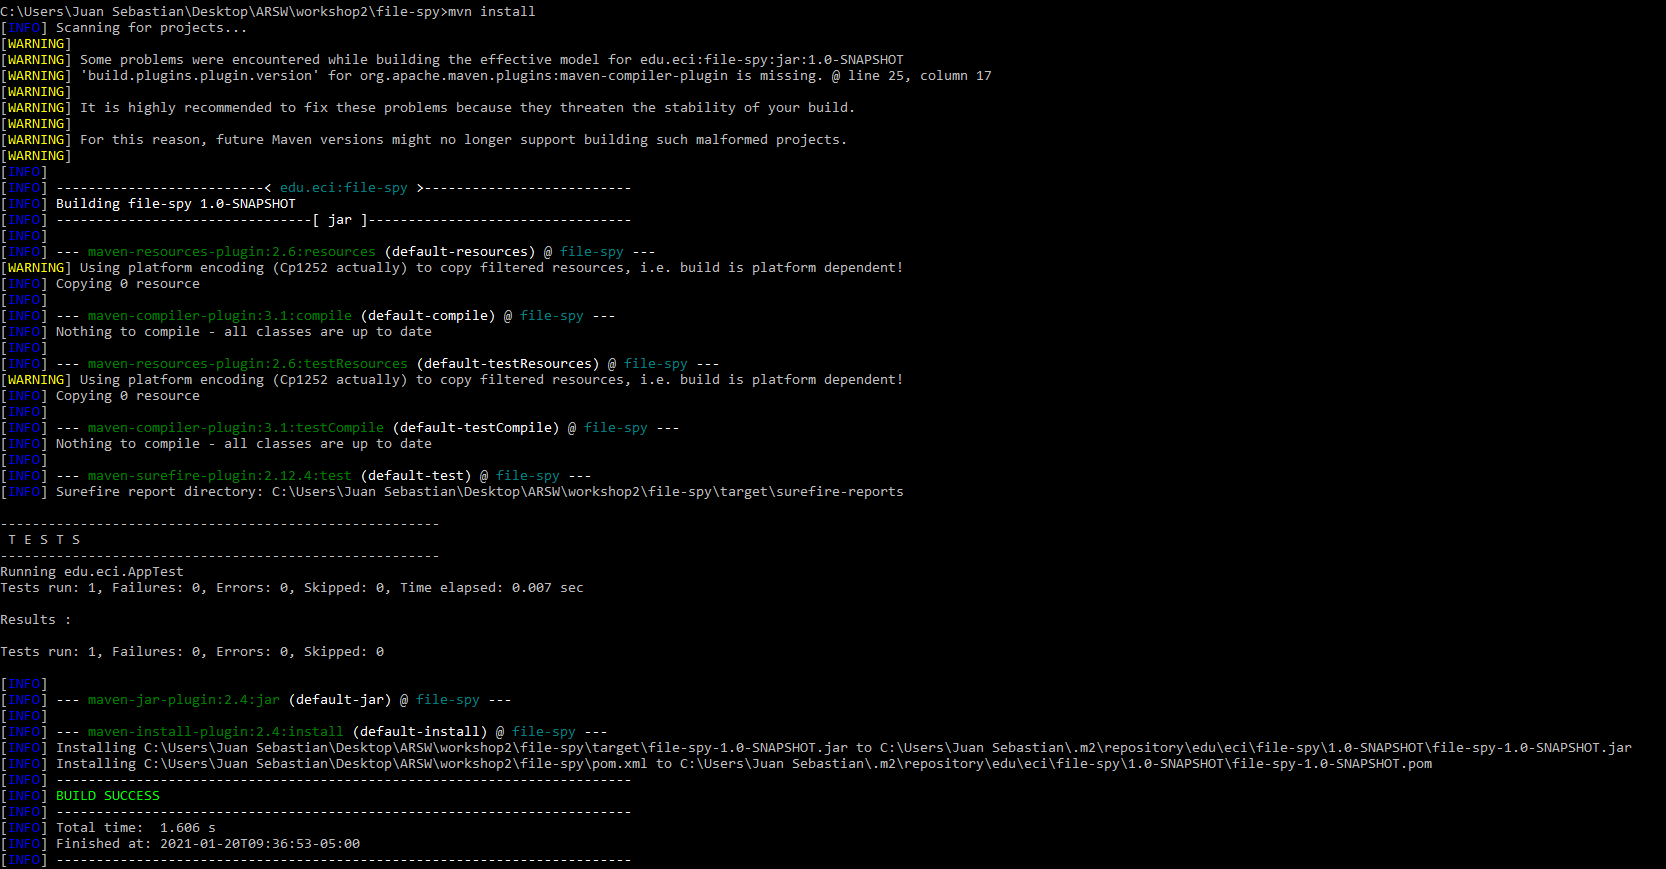 C:\Users\Juan Sebastian\Desktop\ARSW\workshop2\file-spy>mvn install
[INFO] Scanning for projects...
[WARNING]
[WARNING] Some problems were encountered while building the effective model for edu.eci:file-spy:jar:1.0-SNAPSHOT
[WARNING] 'build.plugins.plugin.version' for org.apache.maven.plugins:maven-compiler-plugin is missing. @ line 25, column 17
[WARNING]
[WARNING] It is highly recommended to fix these problems because they threaten the stability of your build.
[WARNING]
[WARNING] For this reason, future Maven versions might no longer support building such malformed projects.
[WARNING]
[INFO]
[INFO] --------------------------< edu.eci:file-spy >--------------------------
[INFO] Building file-spy 1.0-SNAPSHOT
[INFO] --------------------------------[ jar ]---------------------------------
[INFO]
[INFO] --- maven-resources-plugin:2.6:resources (default-resources) @ file-spy ---
[WARNING] Using platform encoding (Cp1252 actually) to copy filtered resources, i.e. build is platform dependent!
[INFO] Copying 0 resource
[INFO]
[INFO] --- maven-compiler-plugin:3.1:compile (default-compile) @ file-spy ---
[INFO] Nothing to compile - all classes are up to date
[INFO]
[INFO] --- maven-resources-plugin:2.6:testResources (default-testResources) @ file-spy ---
[WARNING] Using platform encoding (Cp1252 actually) to copy filtered resources, i.e. build is platform dependent!
[INFO] Copying 0 resource
[INFO]
[INFO] --- maven-compiler-plugin:3.1:testCompile (default-testCompile) @ file-spy ---
[INFO] Nothing to compile - all classes are up to date
[INFO]
[INFO] --- maven-surefire-plugin:2.12.4:test (default-test) @ file-spy ---
[INFO] Surefire report directory: C:\Users\Juan Sebastian\Desktop\ARSW\workshop2\file-spy\target\surefire-reports
-------------------------------------------------------
 T E S T S
-------------------------------------------------------
Running edu.eci.AppTest
Tests run: 1, Failures: 0, Errors: 0, Skipped: 0, Time elapsed: 0.007 sec
Results :
Tests run: 1, Failures: 0, Errors: 0, Skipped: 0
[INFO]
[INFO] --- maven-jar-plugin:2.4:jar (default-jar) @ file-spy ---
[INFO]
[INFO] --- maven-install-plugin:2.4:install (default-install) @ file-spy ---
[INFO] Installing C:\Users\Juan Sebastian\Desktop\ARSW\workshop2\file-spy\target\file-spy-1.0-SNAPSHOT.jar to C:\Users\Juan Sebastian\.m2\repository\edu\eci\file-spy\1.0-SNAPSHOT\file-spy-1.0-SNAPSHOT.jar
[INFO] Installing C:\Users\Juan Sebastian\Desktop\ARSW\workshop2\file-spy\pom.xml to C:\Users\Juan Sebastian\.m2\repository\edu\eci\file-spy\1.0-SNAPSHOT\file-spy-1.0-SNAPSHOT.pom
[INFO] ------------------------------------------------------------------------
[INFO] BUILD SUCCESS
[INFO] ------------------------------------------------------------------------
[INFO] Total time:  1.606 s
[INFO] Finished at: 2021-01-20T09:36:53-05:00
[INFO] ------------------------------------------------------------------------